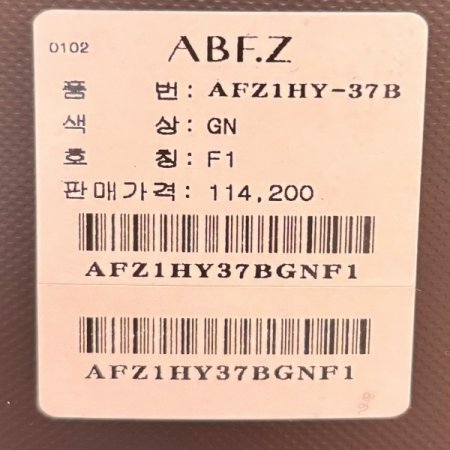 0102 ABF.Z
품 번: AFZ1HY-37B
색 상: GN
호 칭: F1
판매가격: 114,200
AFZ1HY37BGNF1
AFZ1HY37BGNF1